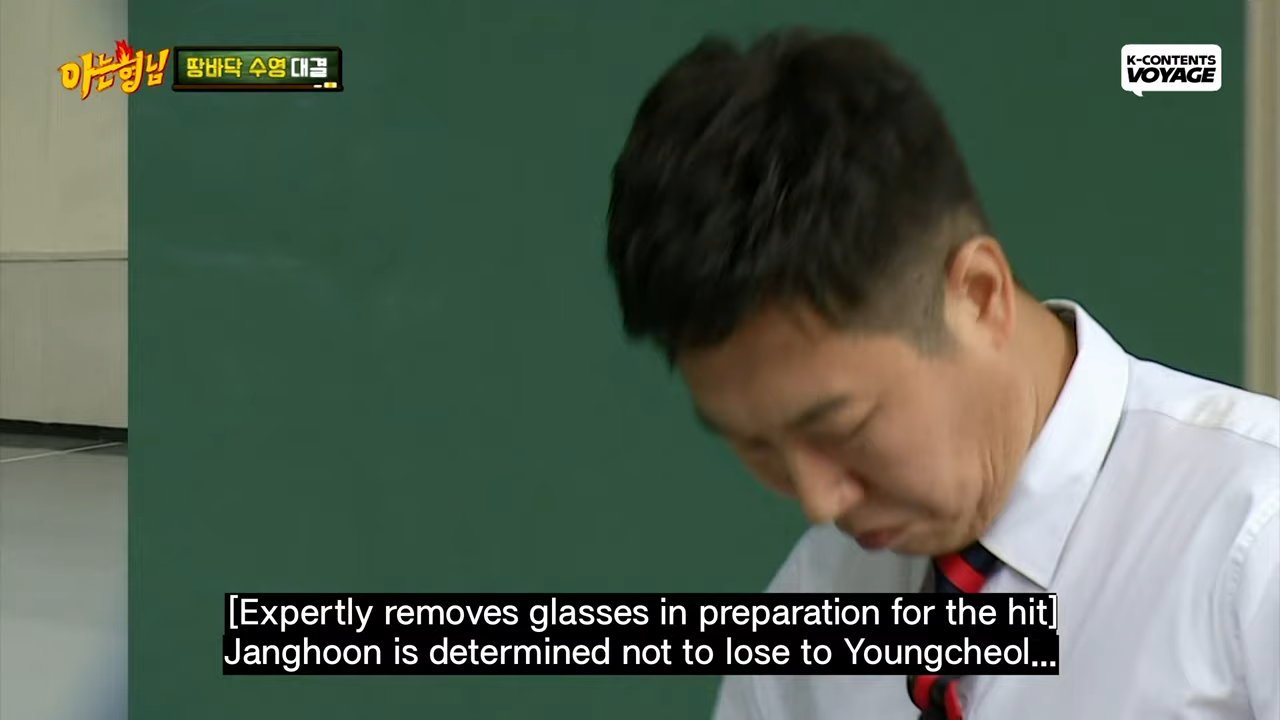 아는형님
땅바닥 수영 대결
K-CONTENTS
VOYAGE
[Expertly removes glasses in preparation for the hit]
Janghoon is determined not to lose to Youngcheol...